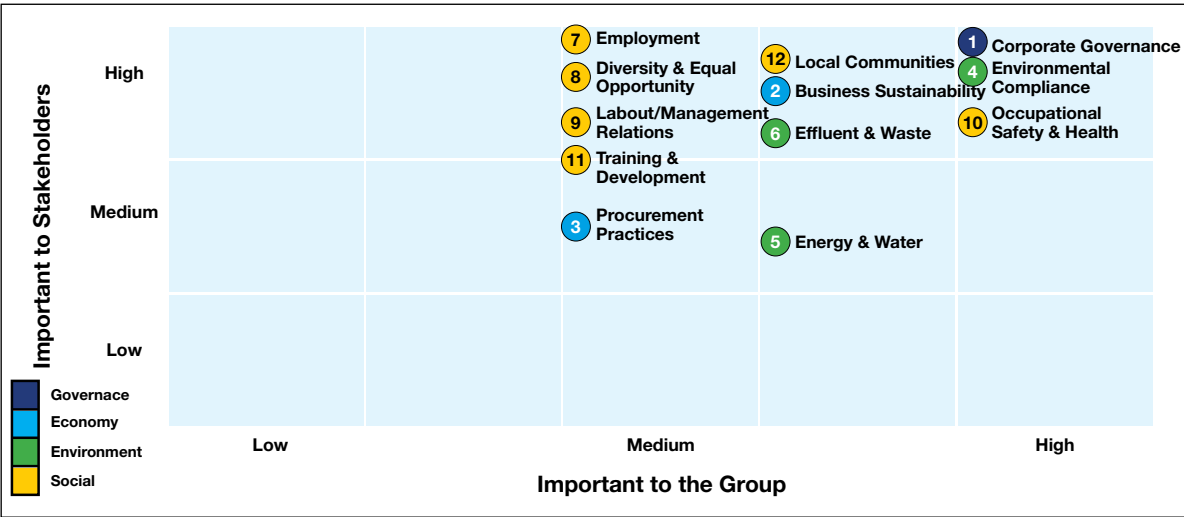 Important to Stakeholders
High
Medium
Low
7 Employment
8 Diversity & Equal
Opportunity
9 Labout/Management
Relations
11 Training &
Development
3 Procurement
Practices
12 Local Communities
2 Business Sustainability
6 Effluent & Waste
5 Energy & Water
1 Corporate Governance
4 Environmental
Compliance
10 Occupational
Safety & Health
Governace
Economy
Environment
Social
Low
Medium
High
Important to the Group